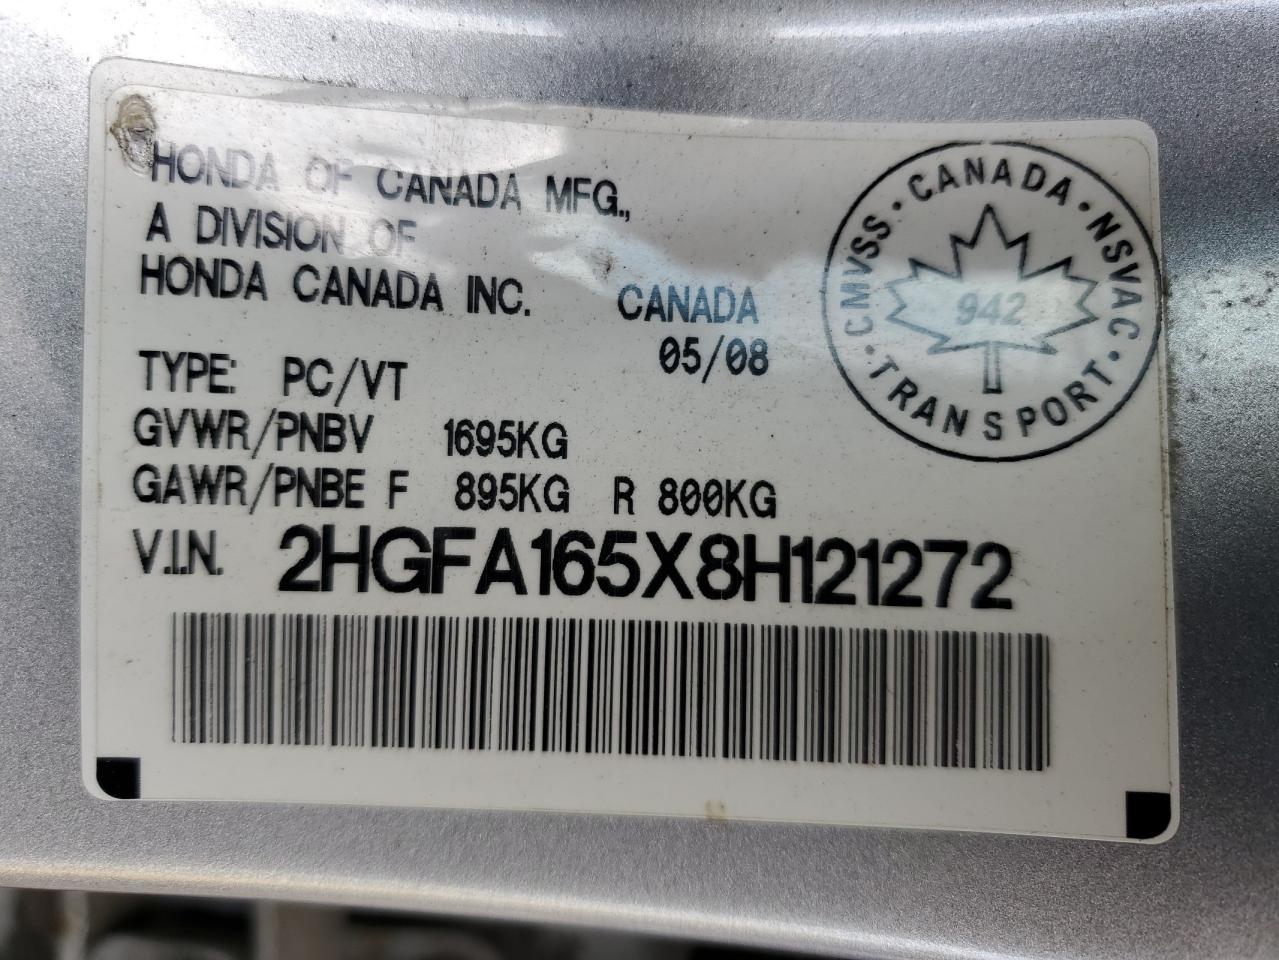 HONDA OF CANADA MFG.,
A DIVISION OF
HONDA CANADA INC. CANADA
05/08
TYPE: PC/VT
GVWR/PNBV 1695KG
GAWR/PNBE F 895KG R 800KG
V.I.N. 2HGFA165X8H121272
CMVSS · CANADA · NSVAC ·
TRANSPORT ·
942